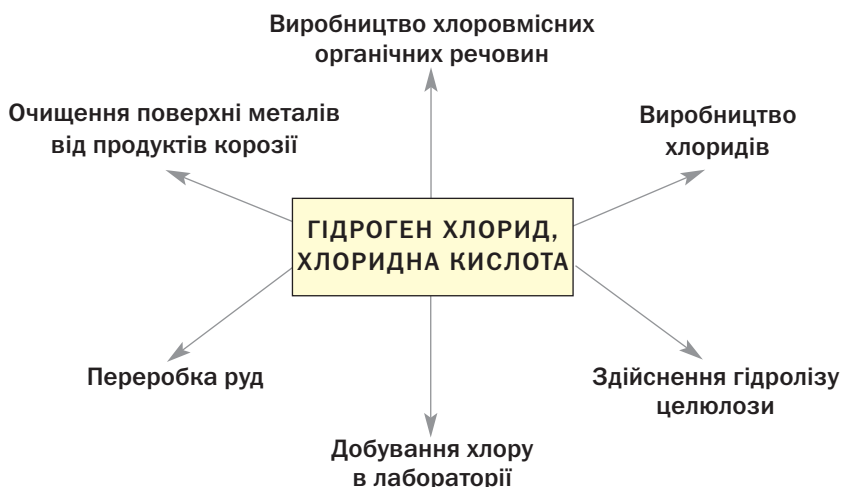 Виробництво хлоровмісних
органічних речовин
Очищення поверхні металів
від продуктів корозії
Виробництво
хлоридів
ГІДРОГЕН ХЛОРИД,
ХЛОРИДНА КИСЛОТА
Переробка руд
Здійснення гідролізу
целюлози
Добування хлору
в лабораторії